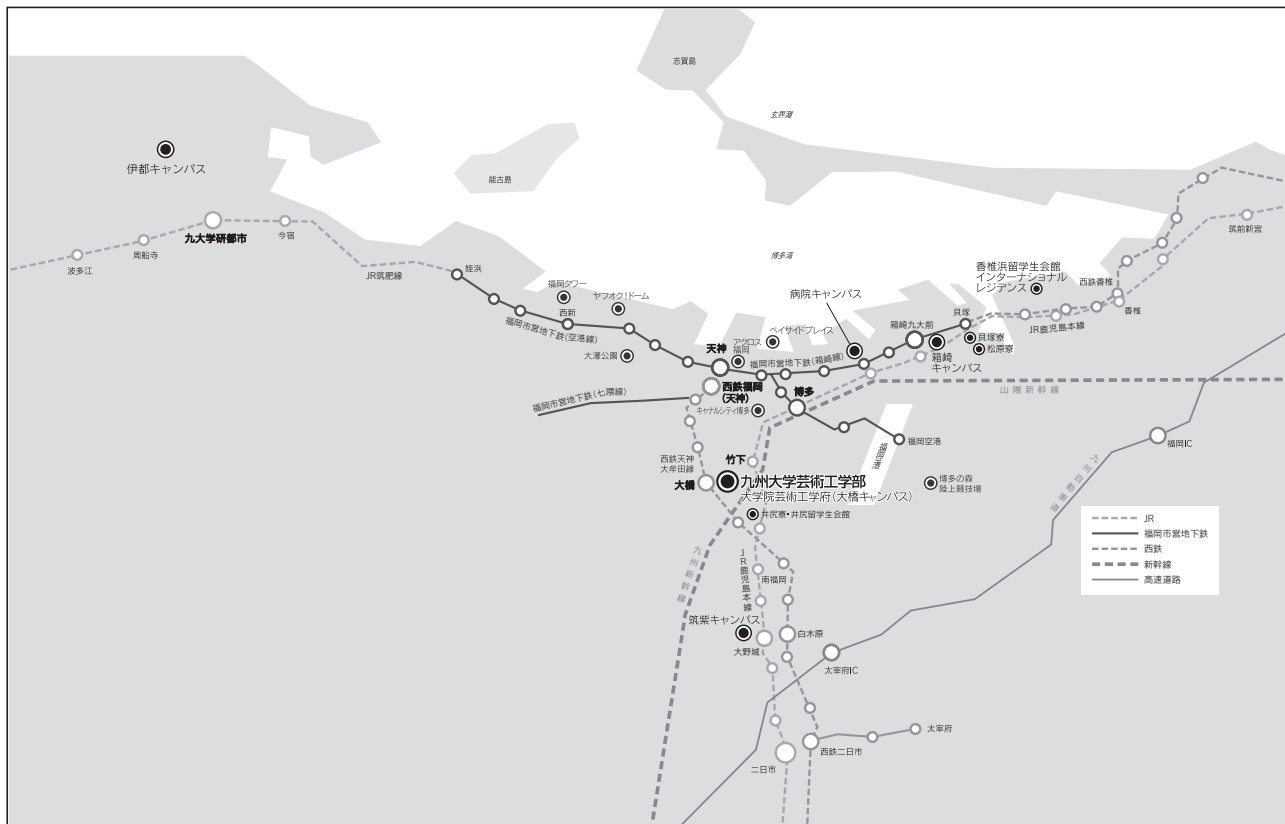 志賀島
玄界灘
伊都キャンパス
能古島
九大学研都市
今宿
周船寺
波多江
JR筑肥線
姪浜
筑前新宮
博多湾
香椎浜留学生会館
インターナショナル
レジデンス
西鉄香椎
香椎
JR鹿児島本線
福岡タワー
ヤフオク!ドーム
西新
福岡市営地下鉄(空港線)
大濠公園
病院キャンパス
ベイサイドプレイス
アクロス
福岡
天神
福岡市営地下鉄(箱崎線)
箱崎九大前
貝塚
貝塚寮
松原寮
箱崎
キャンパス
西鉄福岡
(天神)
福岡市営地下鉄(七隈線)
キャナルシティ博多
博多
山陽新幹線
福岡空港
福岡空港
福岡IC
九州自動車道
西鉄天神
大牟田線
竹下
大橋
九州大学芸術工学部
大学院芸術工学府(大橋キャンパス)
博多の森
陸上競技場
井尻寮・井尻留学生会館
九州新幹線
JR鹿児島本線
南福岡
筑紫キャンパス
大野城
白木原
太宰府IC
太宰府
西鉄二日市
二日市
JR
福岡市営地下鉄
西鉄
新幹線
高速道路